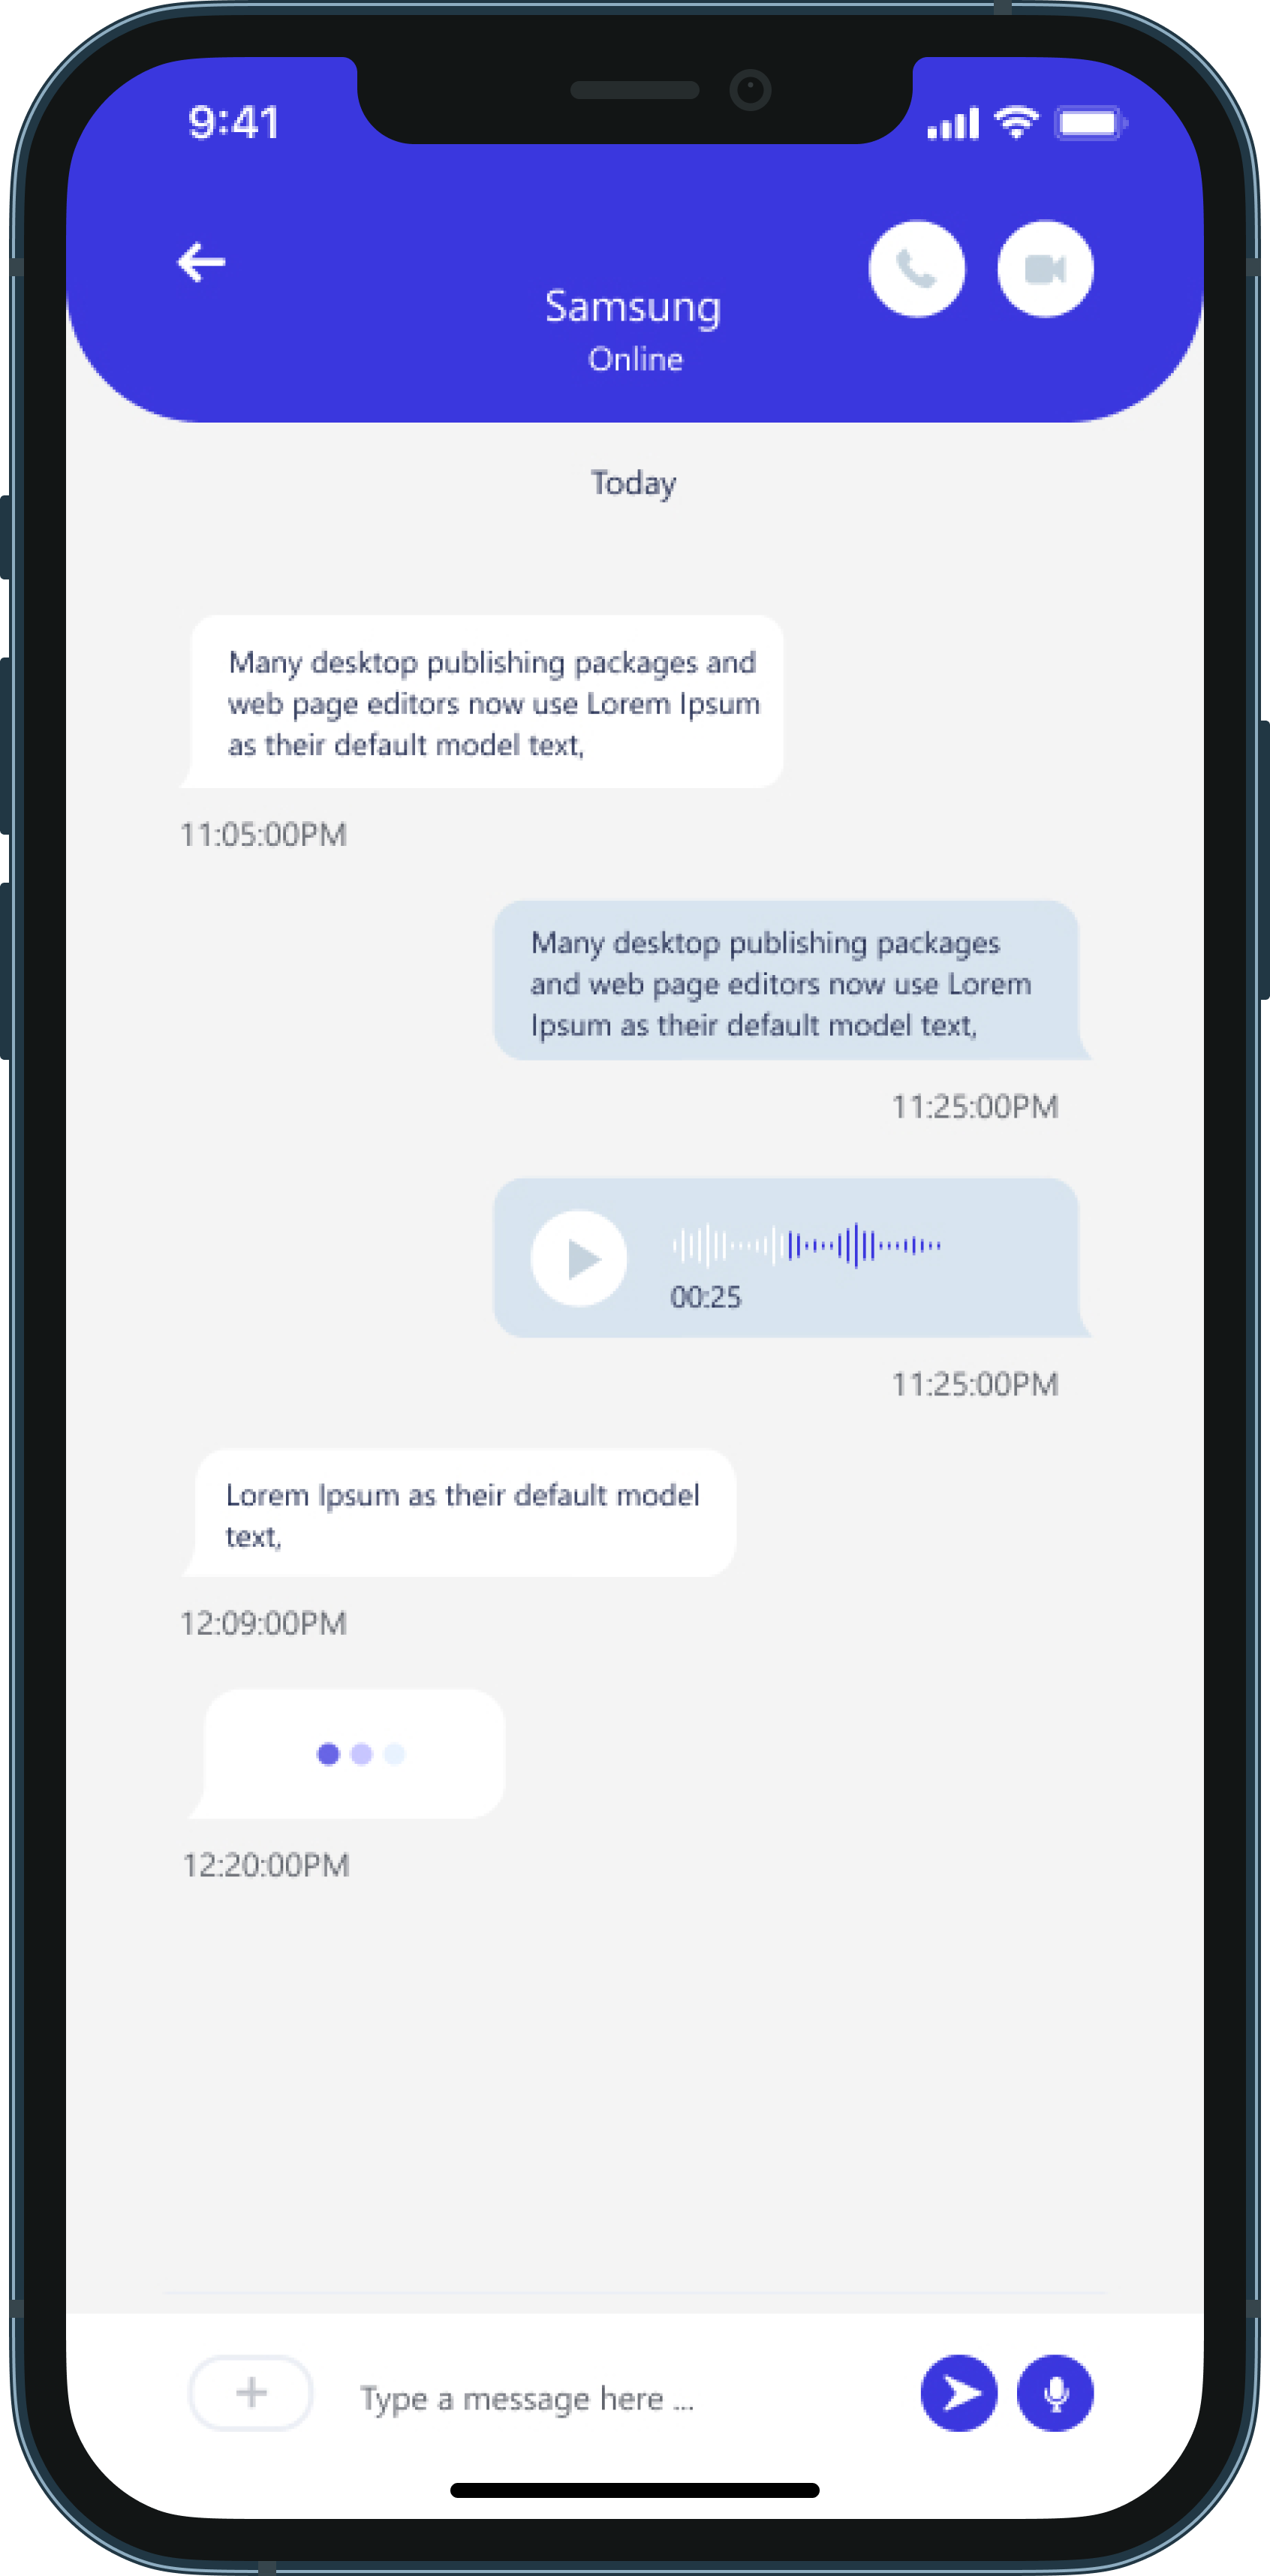 9:41
Samsung
Online
Today
Many desktop publishing packages and
web page editors now use Lorem Ipsum
as their default model text,
11:05:00PM
Many desktop publishing packages
and web page editors now use Lorem
Ipsum as their default model text,
11:25:00PM
00:25
11:25:00PM
Lorem Ipsum as their default model
text,
12:09:00PM
12:20:00PM
Type a message here ...